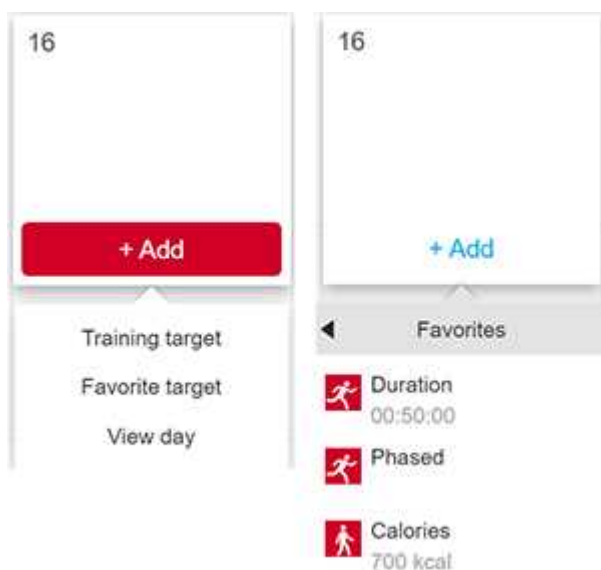 16
+ Add
Training target
Favorite target
View day
16
+ Add
Favorites
Duration
00:50:00
Phased
Calories
700 kcal